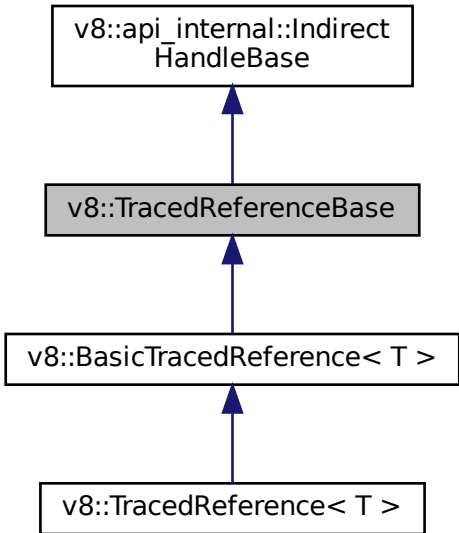 v8::api_internal::Indirect
HandleBase
v8::TracedReferenceBase
v8::BasicTracedReference< T >
v8::TracedReference< T >